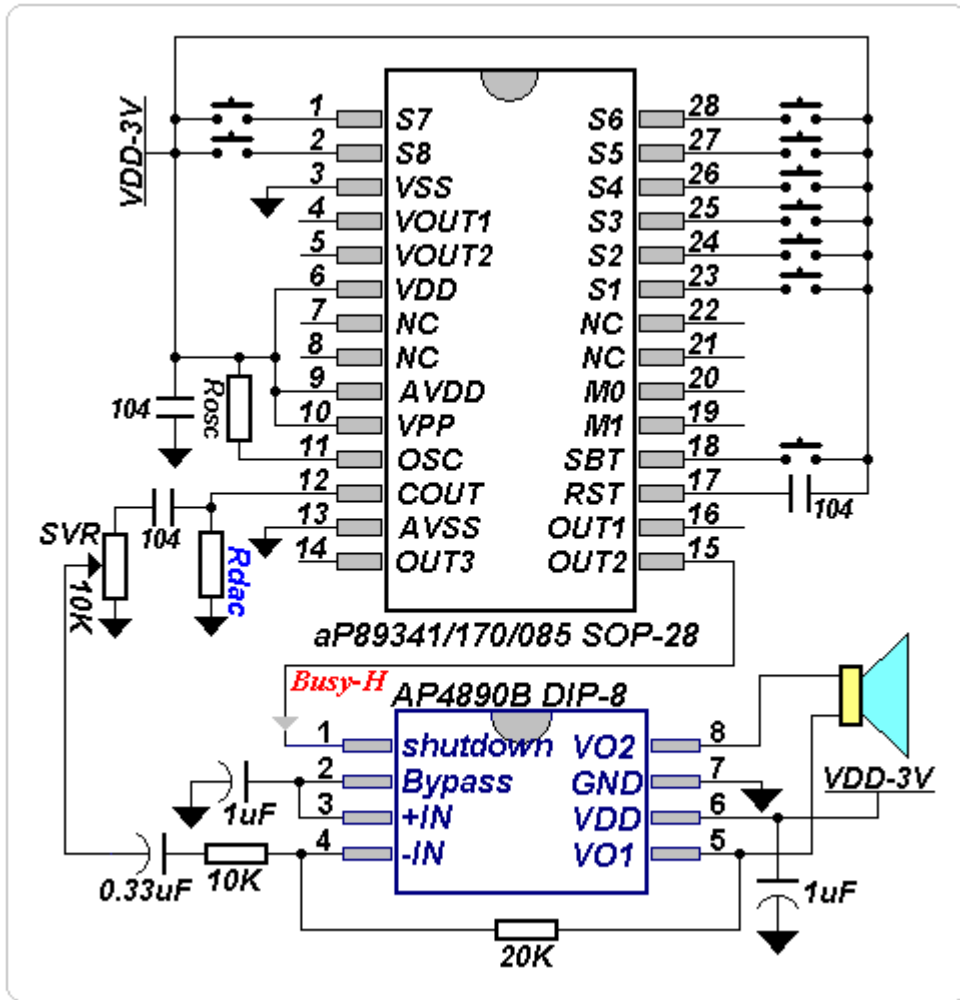 VDD-3V
1 S7
2 S8
3 VSS
4 VOUT1
5 VOUT2
6 VDD
7 NC
8 NC
9 AVDD
10 VPP
11 OSC
12 COUT
13 AVSS
14 OUT3
S6 28
S5 27
S4 26
S3 25
S2 24
S1 23
NC 22
NC 21
M0 20
M1 19
SBT 18
RST 17
OUT1 16
OUT2 15
104
Rosc
104
SVR
104
10K
Rdac
aP89341/170/085 SOP-28
Busy-H
AP4890B DIP-8
1 shutdown
2 Bypass
3 +IN
4 -IN
VO2 8
GND 7
VDD 6
VO1 5
VDD-3V
1uF
0.33uF
10K
1uF
20K